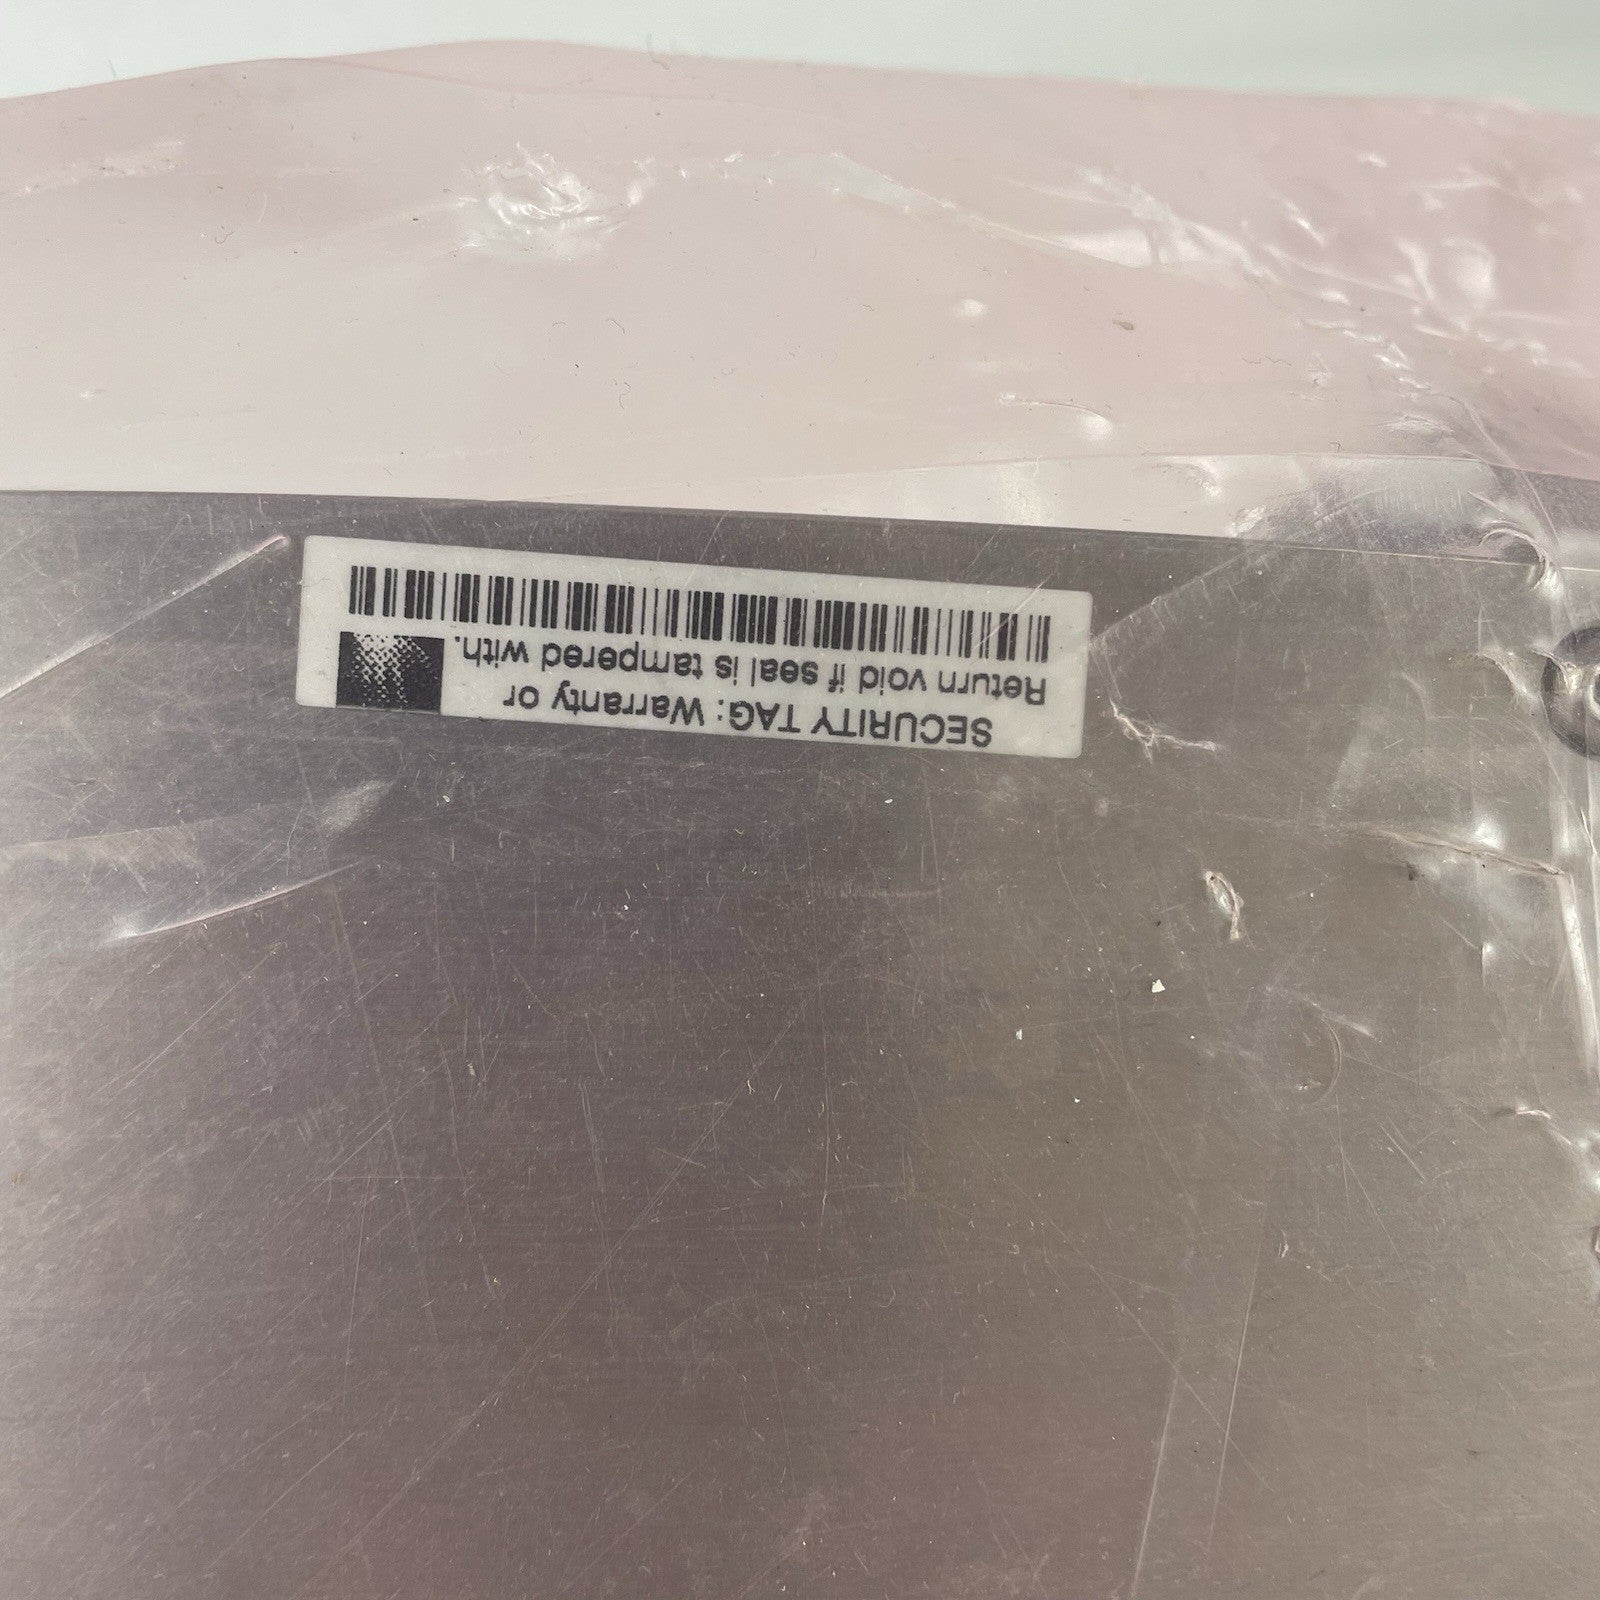 SECURITY TAG: Warranty or
Return void if seal is tampered with.